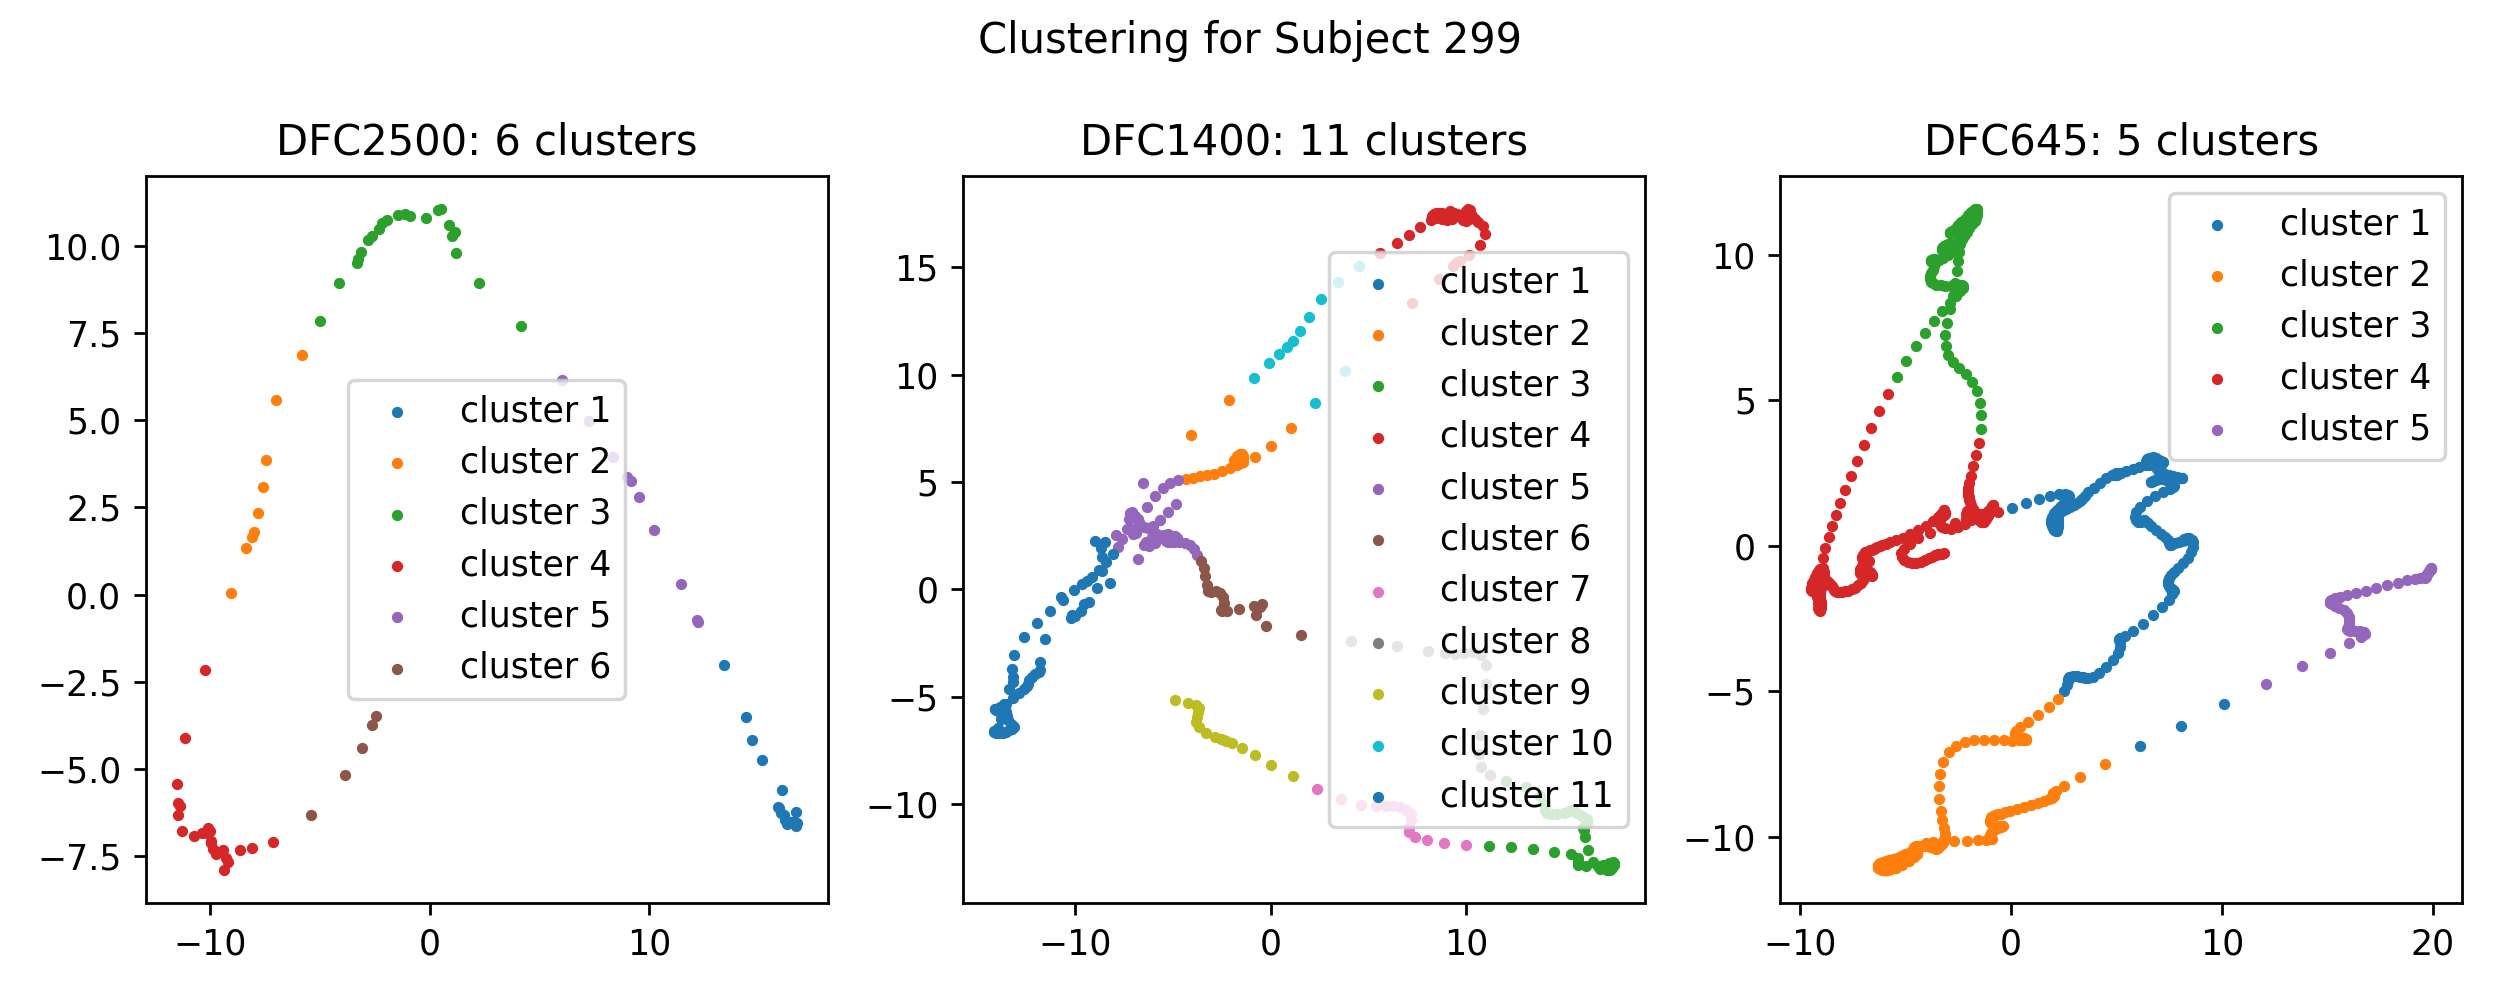 Clustering for Subject 299
DFC2500: 6 clusters
10.0
7.5
5.0
2.5
0.0
−2.5
−5.0
−7.5
−10
0
10
cluster 1
cluster 2
cluster 3
cluster 4
cluster 5
cluster 6
DFC1400: 11 clusters
15
10
5
0
−5
−10
−10
0
10
cluster 1
cluster 2
cluster 3
cluster 4
cluster 5
cluster 6
cluster 7
cluster 8
cluster 9
cluster 10
cluster 11
DFC645: 5 clusters
10
5
0
−5
−10
−10
0
10
20
cluster 1
cluster 2
cluster 3
cluster 4
cluster 5